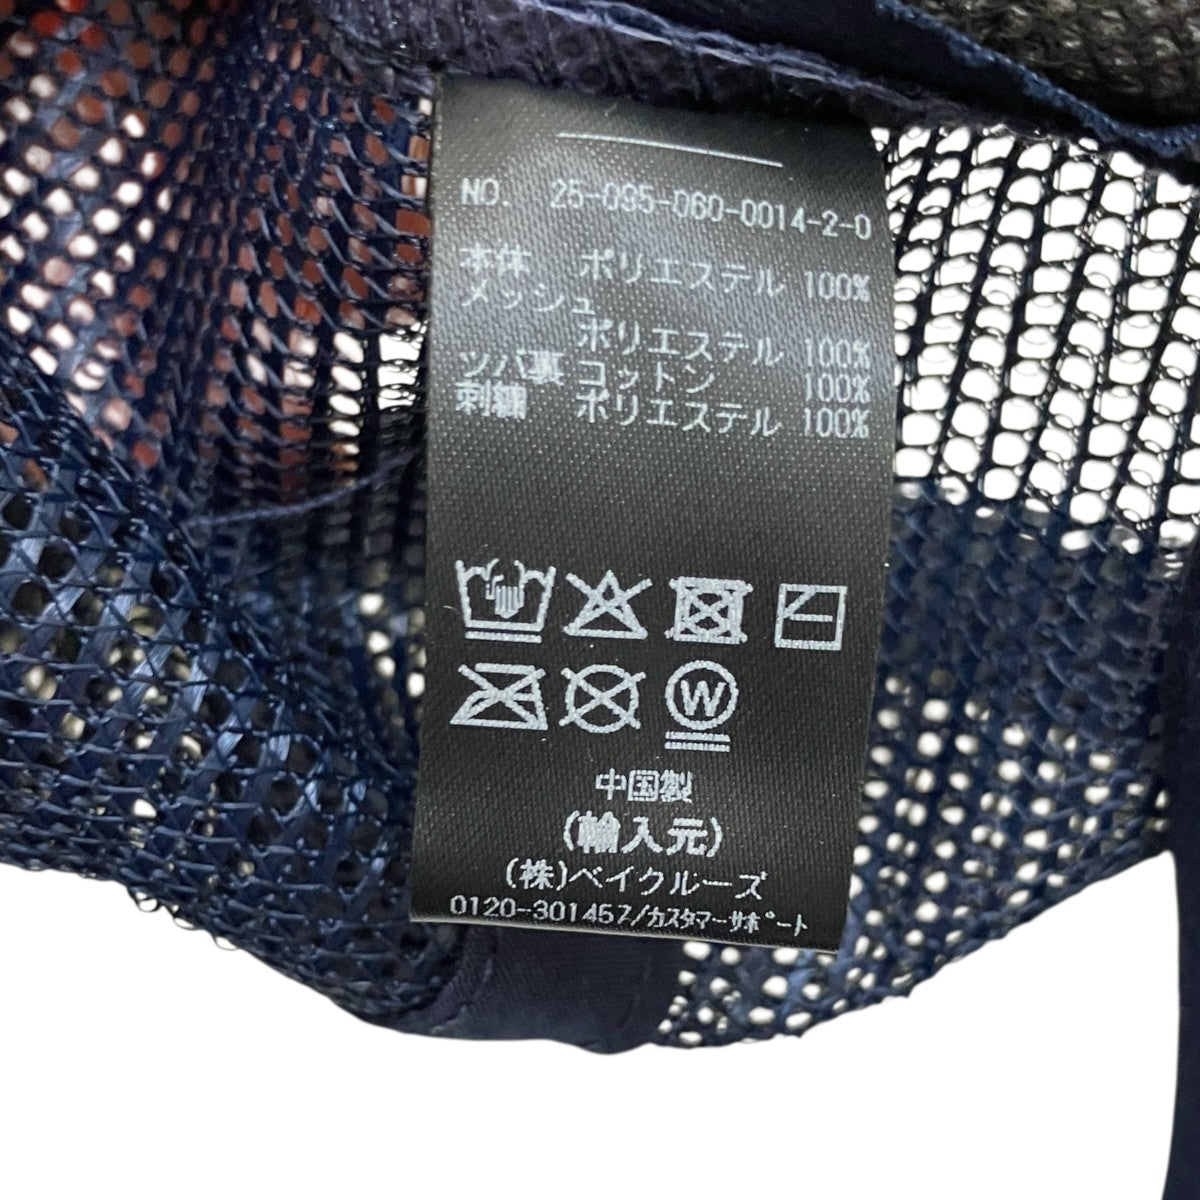 NO. 25-095-060-0014-2-0
本体 ポリエステル 100%
メッシュ
ポリエステル 100%
ツバ裏 コットン 100%
刺繍 ポリエステル 100%
W
中国製
(輸入元)
(株)ベイクルーズ
0120-301457/カスタマーサポート